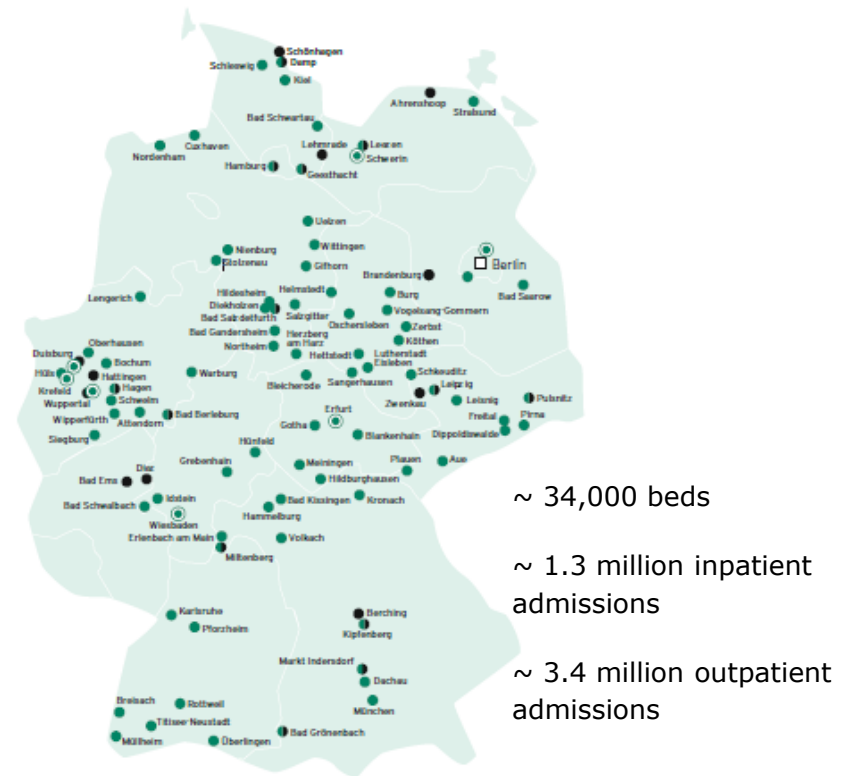 Schönhagen
Schleswig
Damp
Kiel
Ahrenshoop
Stralsund
Bad Schwartau
Cuxhaven
Nordenham
Lehmrade
Leezen
Schwerin
Hamburg
Geesthacht
Uelzen
Nienburg
Wittingen
Stolzenau
Gifhorn
Berlin
Brandenburg
Bad Saarow
Hildesheim
Helmstedt
Lengerich
Diekholzen
Burg
Bad Salzdetfurth
Salzgitter
Vogelsang-Gommern
Oschersleben
Bad Gandersheim
Herzberg
am Harz
Zerbst
Oberhausen
Northeim
Köthen
Duisburg
Bochum
Hettstedt
Lutherstadt
Eisleben
Hüls
Hattingen
Warburg
Schkeuditz
Krefeld
Hagen
Bleicherode
Sangerhausen
Leipzig
Wuppertal
Schwelm
Zwenkau
Leisnig
Pulsnitz
Wipperfürth
Attendorn
Bad Berleburg
Erfurt
Freital
Pirna
Gotha
Siegburg
Blankenhain
Dippoldiswalde
Hünfeld
Grebenhain
Meiningen
Plauen
Aue
Diez
Bad Ems
Hildburghausen
Idstein
Bad Kissingen
Kronach
Bad Schwalbach
Hammelburg
Wiesbaden
Erlenbach am Main
Volkach
Miltenberg
Karlsruhe
Berching
Pforzheim
Kipfenberg
Markt Indersdorf
Dachau
Breisach
Rottweil
München
Titisee-Neustadt
Müllheim
Überlingen
Bad Grönenbach
~ 34,000 beds
~ 1.3 million inpatient
admissions
~ 3.4 million outpatient
admissions